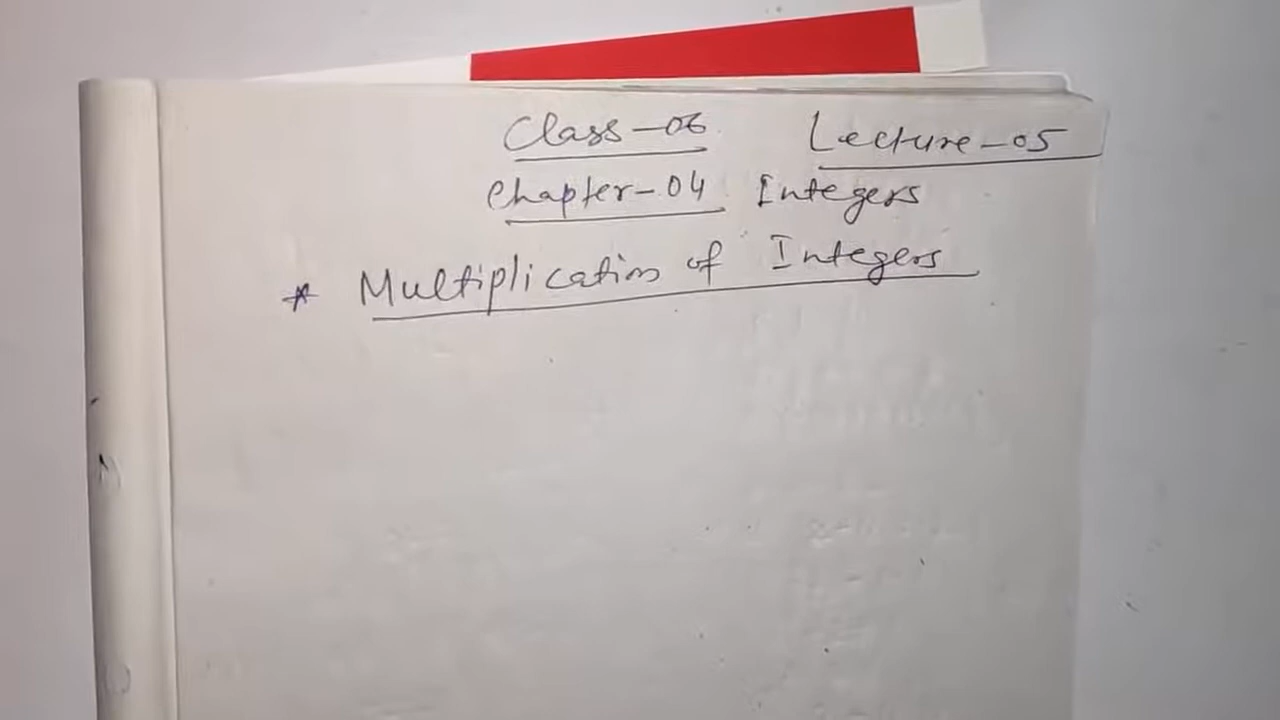 Class-06 Lecture-05
Chapter-04 Integers
* Multiplication of Integers